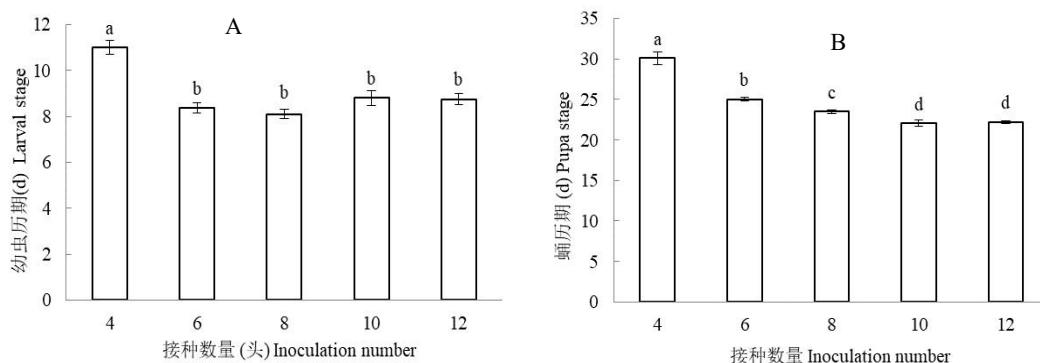 A
幼虫历期(d) Larval stage
12
10
8
6
4
2
0
a
b
b
b
b
4
6
8
10
12
接种数量 (头) Inoculation number
B
蛹历期 (d) Pupa stage
35
30
25
20
15
10
5
0
a
b
c
d
d
4
6
8
10
12
接种数量 Inoculation number